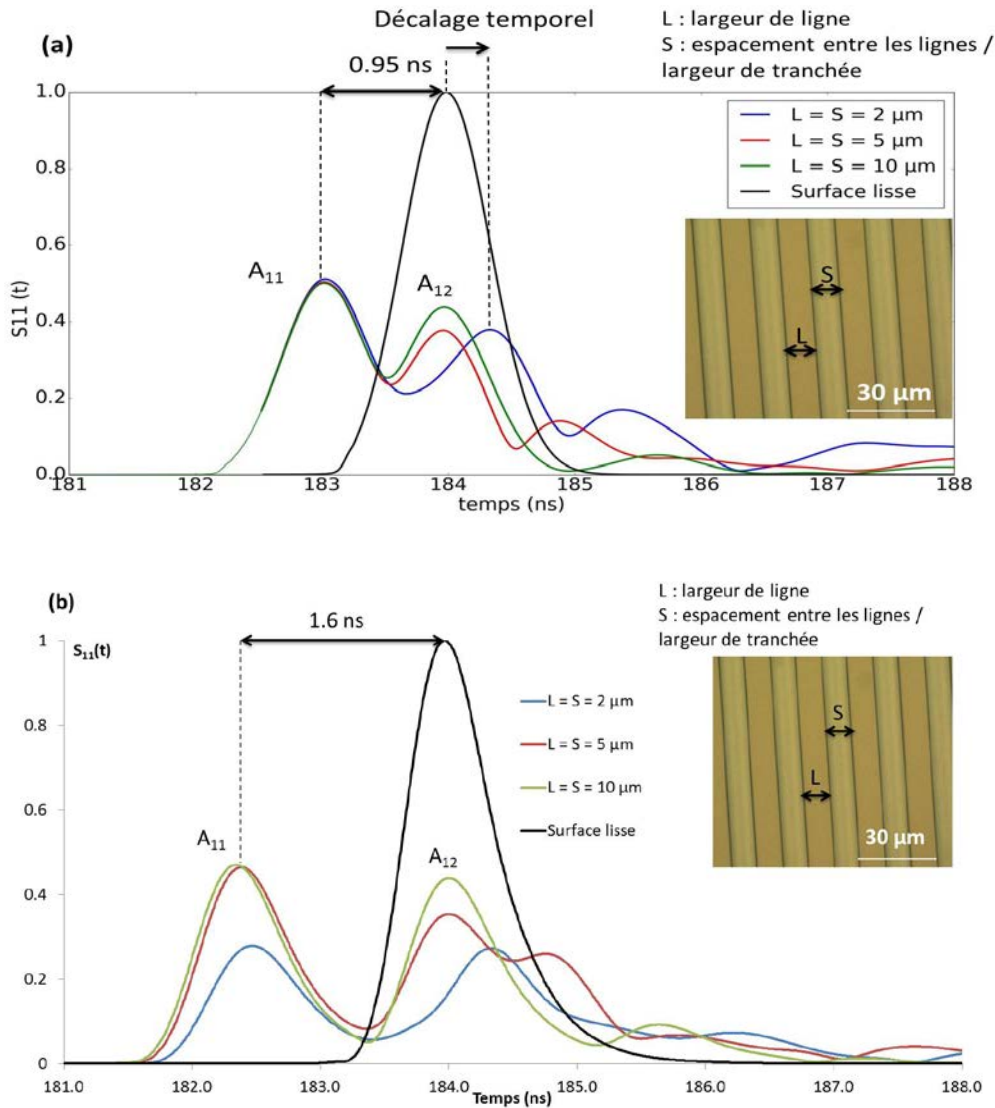 (a)
Décalage temporel
L : largeur de ligne
S : espacement entre les lignes /
largeur de tranchée
0.95 ns
1.0
0.8
0.6
0.4
0.2
0.0
S11 (t)
A11
A12
L = S = 2 μm
L = S = 5 μm
L = S = 10 μm
Surface lisse
S
L
30 μm
181 182 183 184 185 186 187 188
temps (ns)
(b)
L : largeur de ligne
S : espacement entre les lignes /
largeur de tranchée
1.6 ns
S11(t)
1
0.8
0.6
0.4
0.2
0
A11
A12
L = S = 2 μm
L = S = 5 μm
L = S = 10 μm
Surface lisse
S
L
30 μm
181.0 182.0 183.0 184.0 185.0 186.0 187.0 188.0
Temps (ns)